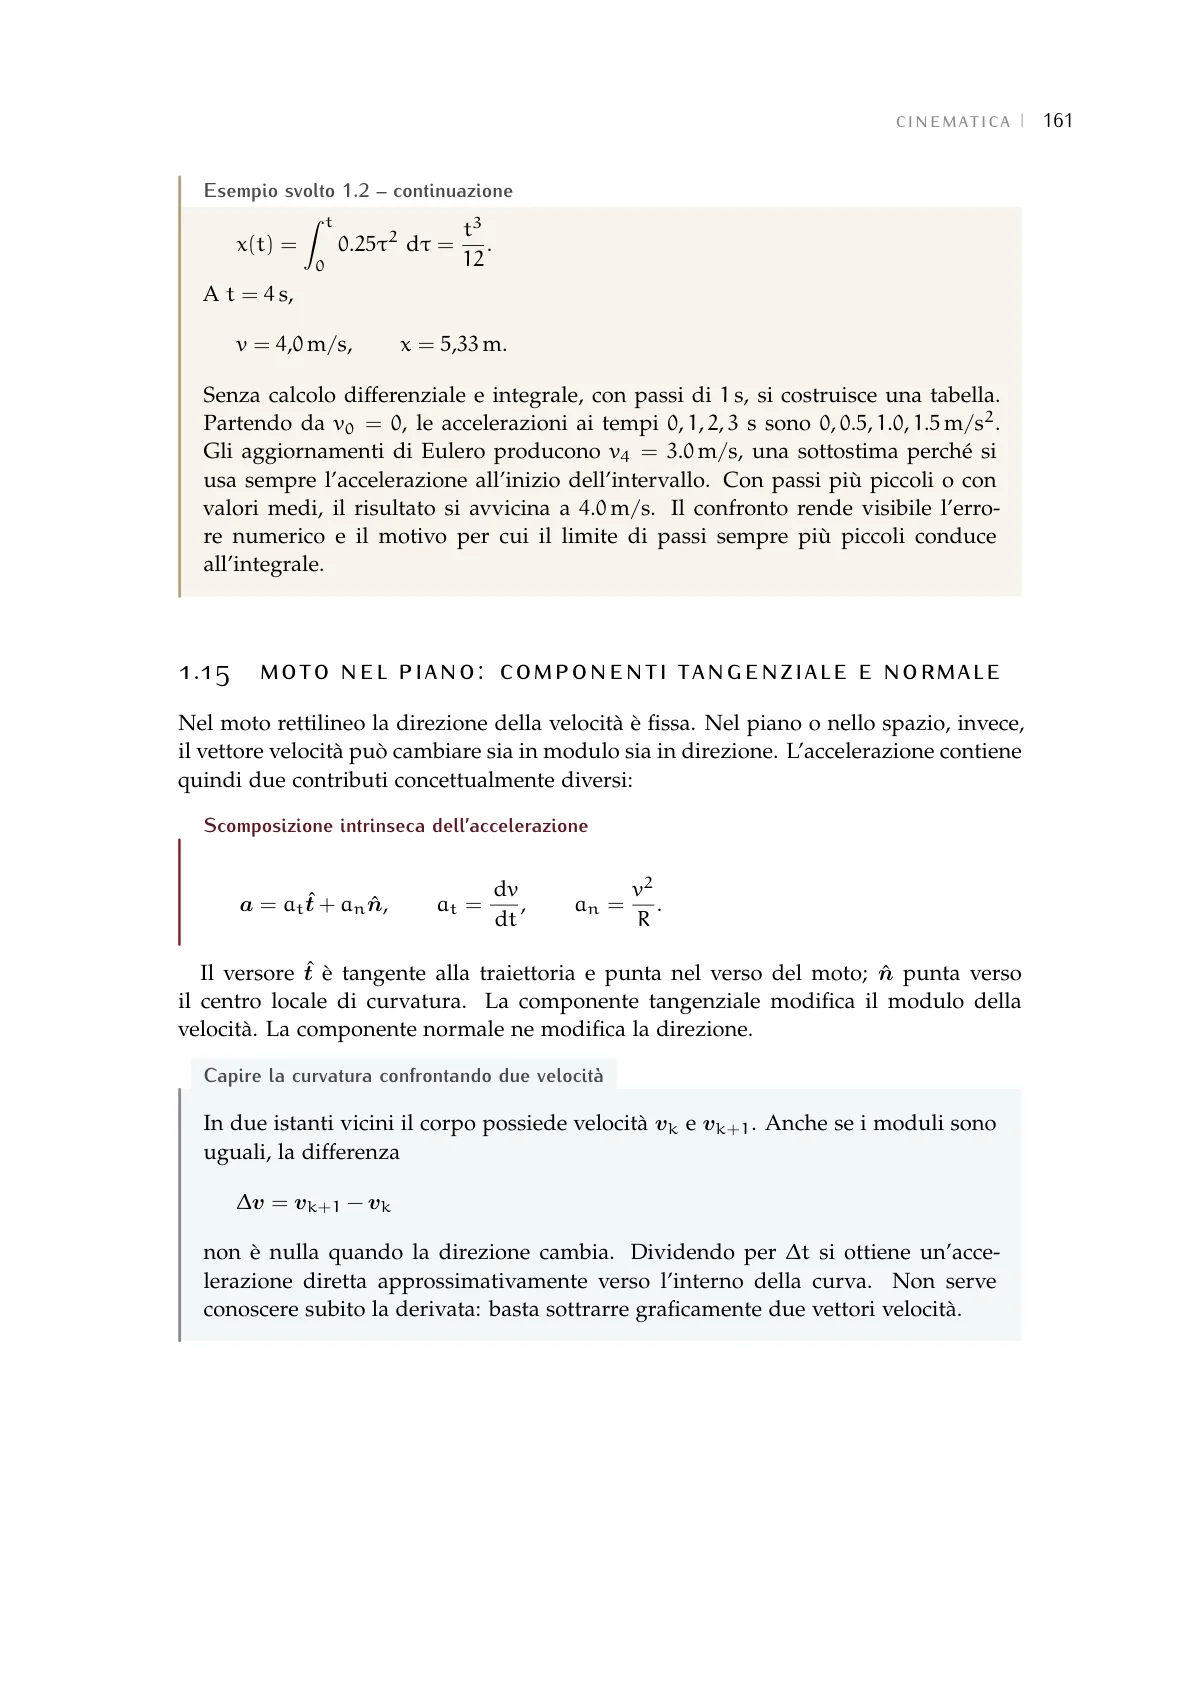 CINEMATICA | 161
Esempio svolto 1.2 – continuazione
x(t) = ∫₀ᵗ 0.25τ² dτ = t³/12.
A t = 4 s,
v = 4,0 m/s, x = 5,33 m.
Senza calcolo differenziale e integrale, con passi di 1 s, si costruisce una tabella.
Partendo da v₀ = 0, le accelerazioni ai tempi 0, 1, 2, 3 s sono 0, 0.5, 1.0, 1.5 m/s².
Gli aggiornamenti di Eulero producono v₄ = 3.0 m/s, una sottostima perché si
usa sempre l'accelerazione all'inizio dell'intervallo. Con passi più piccoli o con
valori medi, il risultato si avvicina a 4.0 m/s. Il confronto rende visibile l'erro-
re numerico e il motivo per cui il limite di passi sempre più piccoli conduce
all'integrale.
1.15 MOTO NEL PIANO: COMPONENTI TANGENZIALE E NORMALE
Nel moto rettilineo la direzione della velocità è fissa. Nel piano o nello spazio, invece,
il vettore velocità può cambiare sia in modulo sia in direzione. L'accelerazione contiene
quindi due contributi concettualmente diversi:
Scomposizione intrinseca dell'accelerazione
a = aₜt̂ + aₙn̂, aₜ = dv/dt, aₙ = v²/R.
Il versore t̂ è tangente alla traiettoria e punta nel verso del moto; n̂ punta verso
il centro locale di curvatura. La componente tangenziale modifica il modulo della
velocità. La componente normale ne modifica la direzione.
Capire la curvatura confrontando due velocità
In due istanti vicini il corpo possiede velocità vₖ e vₖ₊₁. Anche se i moduli sono
uguali, la differenza
Δv = vₖ₊₁ − vₖ
non è nulla quando la direzione cambia. Dividendo per Δt si ottiene un'acce-
lerazione diretta approssimativamente verso l'interno della curva. Non serve
conoscere subito la derivata: basta sottrarre graficamente due vettori velocità.